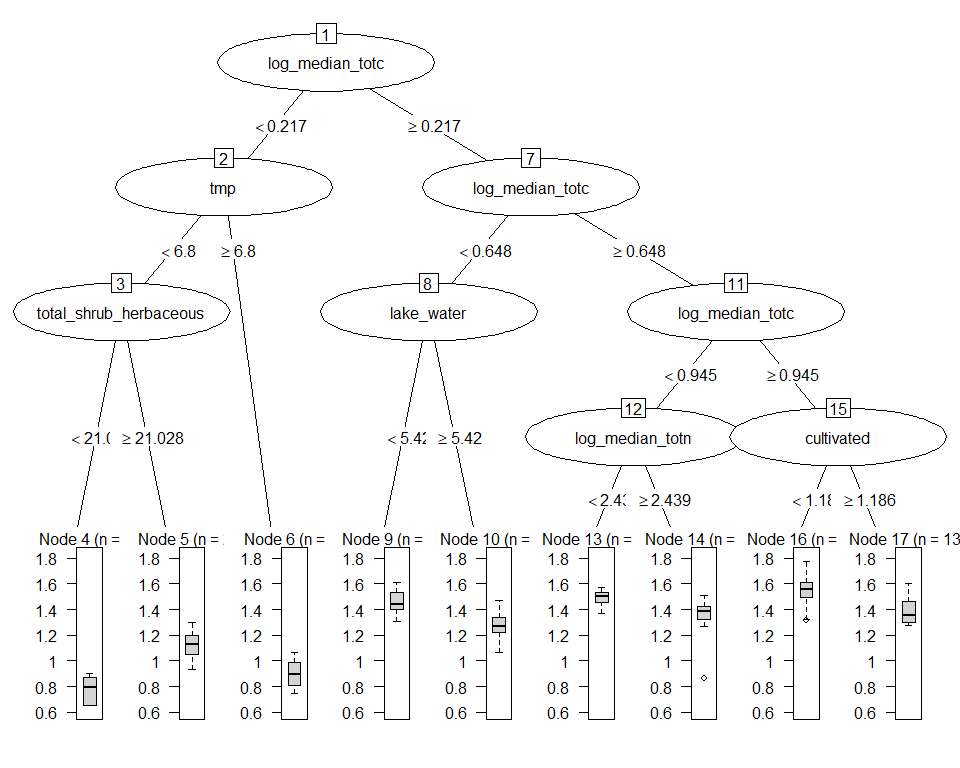 1
log_median_totc
< 0.217
≥ 0.217
2
7
tmp
log_median_totc
< 6.8
≥ 6.8
< 0.648
≥ 0.648
3
8
11
total_shrub_herbaceous
lake_water
log_median_totc
< 0.945
≥ 0.945
12
15
log_median_totn
cultivated
< 21.0
≥ 21.028
< 5.42
≥ 5.42
< 2.43
≥ 2.439
< 1.18
≥ 1.186
Node 4 (n = Node 5 (n = Node 6 (n = Node 9 (n = Node 10 (n = Node 13 (n = Node 14 (n = Node 16 (n = Node 17 (n = 13
1.8 1.8 1.8 1.8 1.8 1.8 1.8 1.8 1.8
1.6 1.6 1.6 1.6 1.6 1.6 1.6 1.6 1.6
1.4 1.4 1.4 1.4 1.4 1.4 1.4 1.4 1.4
1.2 1.2 1.2 1.2 1.2 1.2 1.2 1.2 1.2
1 1 1 1 1 1 1 1 1
0.8 0.8 0.8 0.8 0.8 0.8 0.8 0.8 0.8
0.6 0.6 0.6 0.6 0.6 0.6 0.6 0.6 0.6